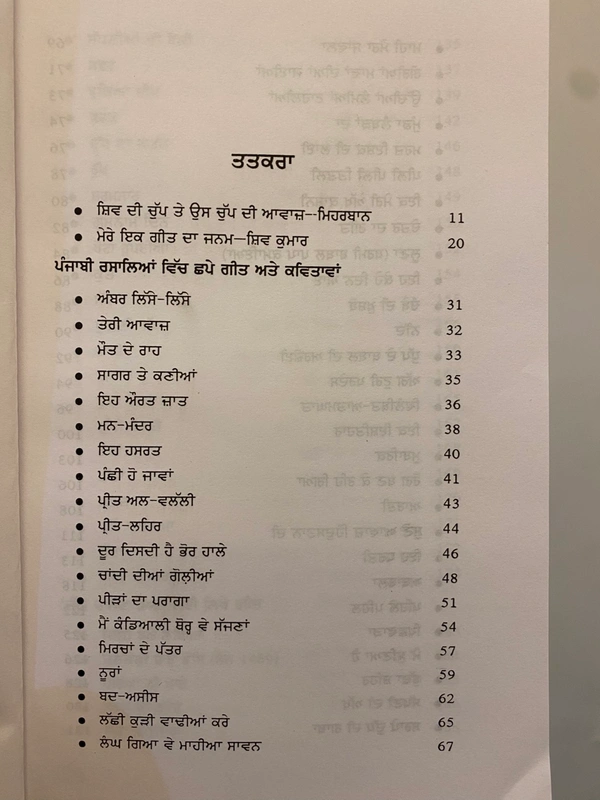 ਤਤਕਰਾ
• ਸ਼ਿਵ ਦੀ ਚੁੱਪ ਤੇ ਉਸ ਚੁੱਪ ਦੀ ਆਵਾਜ਼--ਮਿਹਰਬਾਨ 11
• ਮੇਰੇ ਇਕ ਗੀਤ ਦਾ ਜਨਮ—ਸ਼ਿਵ ਕੁਮਾਰ 20
ਪੰਜਾਬੀ ਰਸਾਲਿਆਂ ਵਿੱਚ ਛਪੇ ਗੀਤ ਅਤੇ ਕਵਿਤਾਵਾਂ
• ਅੰਬਰ ਲਿੱਸੇ-ਲਿੱਸੇ 31
• ਤੇਰੀ ਆਵਾਜ਼ 32
• ਮੌਤ ਦੇ ਰਾਹ 33
• ਸਾਗਰ ਤੇ ਕਣੀਆਂ 35
• ਇਹ ਔਰਤ ਜ਼ਾਤ 36
• ਮਨ-ਮੰਦਰ 38
• ਇਹ ਹਸਰਤ 40
• ਪੰਛੀ ਹੋ ਜਾਵਾਂ 41
• ਪ੍ਰੀਤ ਅਲ-ਵਲੱਲੀ 43
• ਪ੍ਰੀਤ-ਲਹਿਰ 44
• ਦੂਰ ਦਿਸਦੀ ਹੈ ਭੋਰ ਹਾਲੇ 46
• ਚਾਂਦੀ ਦੀਆਂ ਗੋਲ਼ੀਆਂ 48
• ਪੀੜਾਂ ਦਾ ਪਰਾਗਾ 51
• ਮੈਂ ਕੰਡਿਆਲੀ ਥੋਰ੍ਹ ਵੇ ਸੱਜਣਾਂ 54
• ਮਿਰਚਾਂ ਦੇ ਪੱਤਰ 57
• ਨੂਰਾਂ 59
• ਬਦ-ਅਸੀਸ 62
• ਲੱਛੀ ਕੁੜੀ ਵਾਢੀਆਂ ਕਰੇ 65
• ਲੰਘ ਗਿਆ ਵੇ ਮਾਹੀਆ ਸਾਵਨ 67